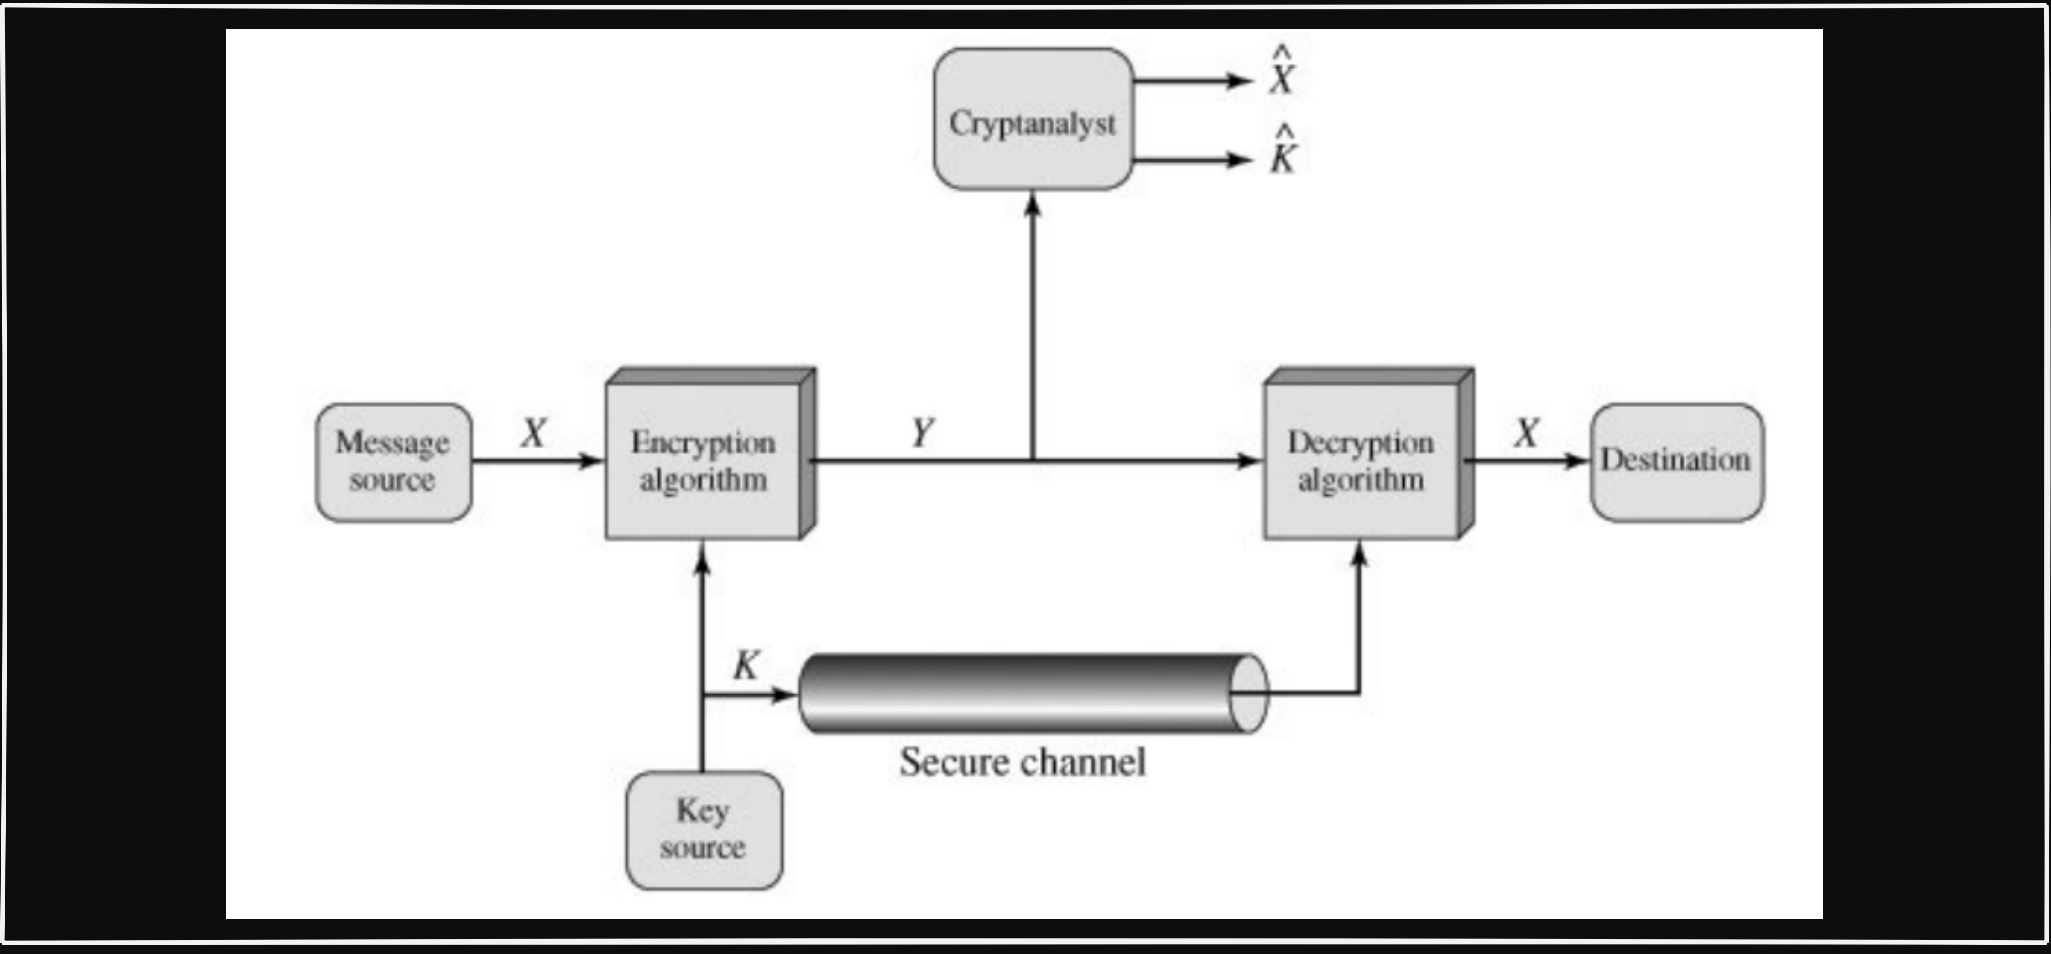 X̂
Cryptanalyst
K̂
Message
source
X
Encryption
algorithm
Y
Decryption
algorithm
X
Destination
K
Secure channel
Key
source